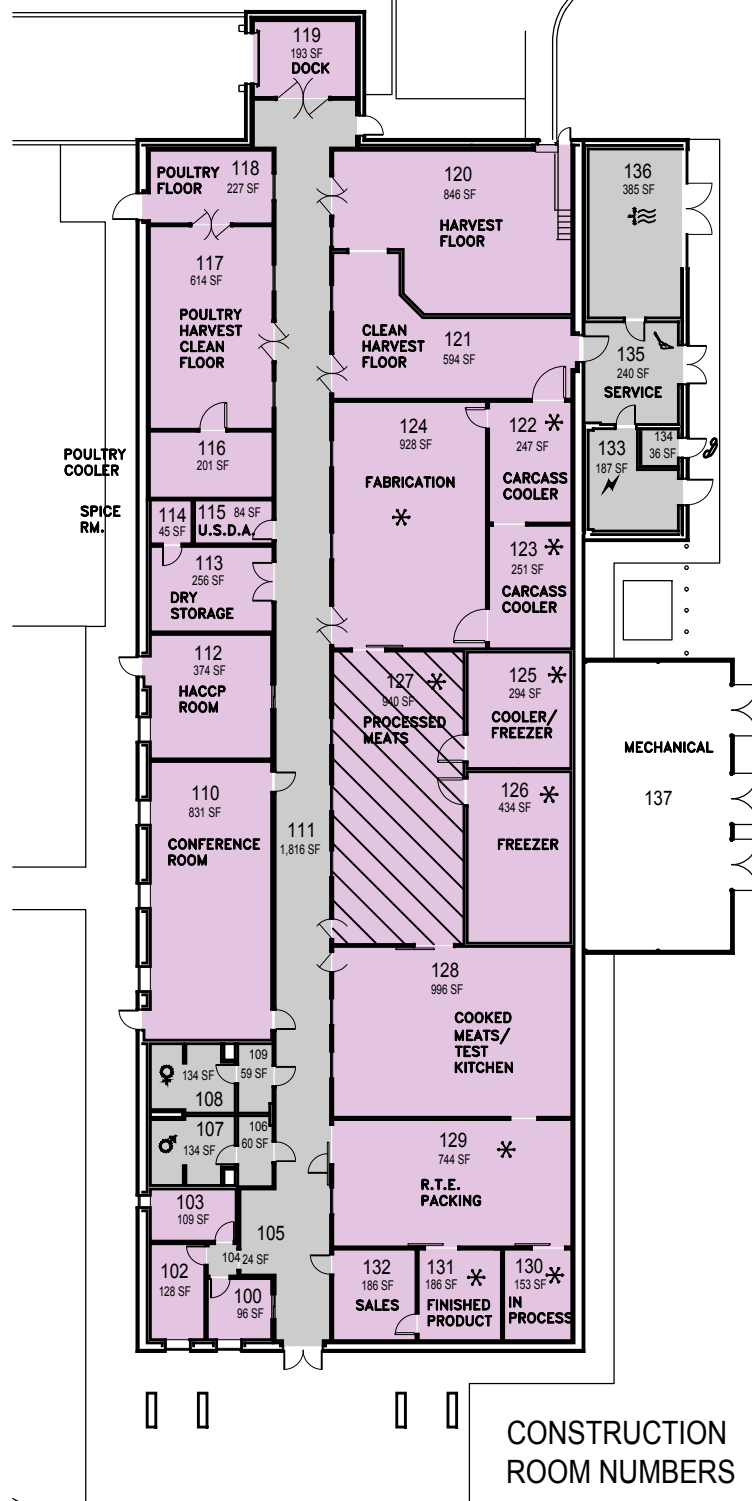 119
193 SF
DOCK
POULTRY
FLOOR
118
227 SF
120
846 SF
HARVEST
FLOOR
136
385 SF
117
614 SF
POULTRY
HARVEST
CLEAN
FLOOR
CLEAN
HARVEST
FLOOR
121
594 SF
135
240 SF
SERVICE
124
928 SF
FABRICATION
122
247 SF
CARCASS
COOLER
133
187 SF
134
36 SF
POULTRY
COOLER
116
201 SF
SPICE
RM.
114
45 SF
115
84 SF
U.S.D.A.
123
251 SF
CARCASS
COOLER
113
256 SF
DRY
STORAGE
112
374 SF
HACCP
ROOM
127
940 SF
PROCESSED
MEATS
125
294 SF
COOLER/
FREEZER
MECHANICAL
137
110
831 SF
CONFERENCE
ROOM
111
1,816 SF
126
434 SF
FREEZER
128
996 SF
COOKED
MEATS/
TEST
KITCHEN
109
59 SF
134 SF
108
107
134 SF
106
60 SF
129
744 SF
R.T.E.
PACKING
103
109 SF
105
104
24 SF
102
128 SF
100
96 SF
132
186 SF
SALES
131
186 SF
FINISHED
PRODUCT
130
153 SF
IN
PROCESS
CONSTRUCTION
ROOM NUMBERS